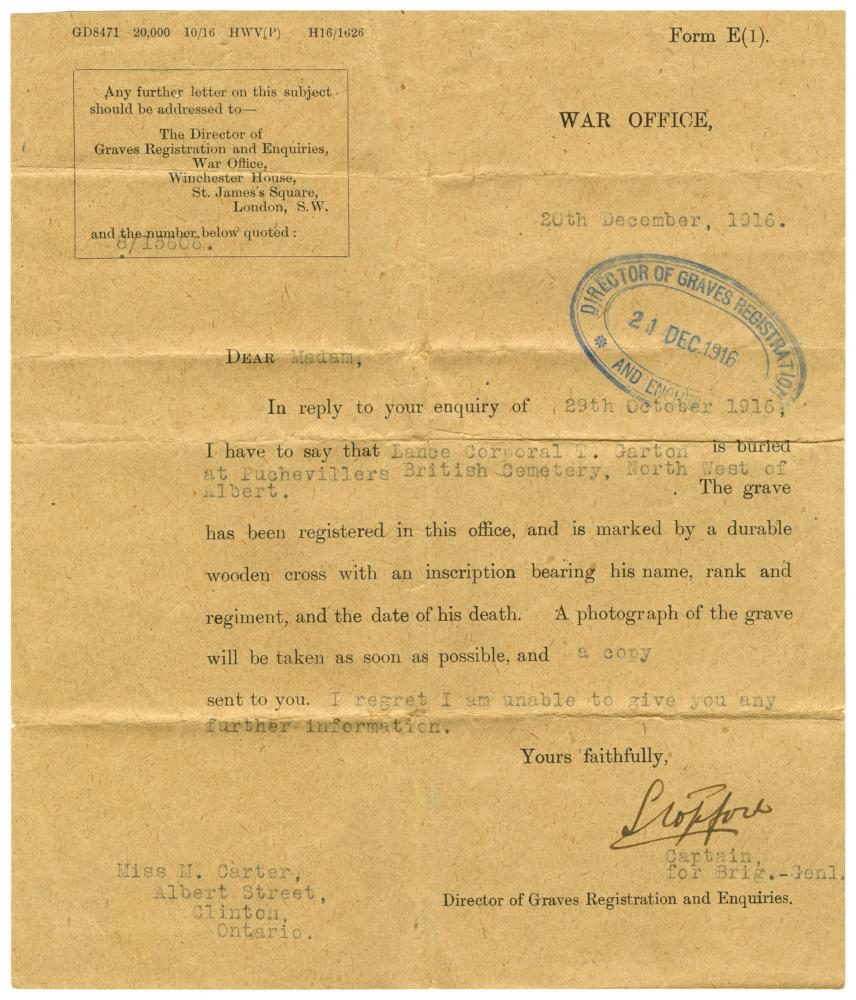 GD8471 20,000 10/16 HWV(P) H16/1626
Form E(1).
Any further letter on this subject
should be addressed to—
The Director of
Graves Registration and Enquiries,
War Office,
Winchester House,
St. James's Square,
London, S.W.
and the number below quoted:
8/15808.
WAR OFFICE,
20th December, 1916.
DIRECTOR OF GRAVES REGISTRATION
21 DEC. 1916
* AND
DEAR Madam,
In reply to your enquiry of 29th October 1916,
I have to say that Lance Corporal T. Garton is buried
at Puchevillers British Cemetery, North West of
Albert. . The grave
has been registered in this office, and is marked by a durable
wooden cross with an inscription bearing his name, rank and
regiment, and the date of his death. A photograph of the grave
will be taken as soon as possible, and a copy
sent to you. I regret I am unable to give you any
further information.
Yours faithfully,
Stopford
Captain,
for Brig.-Genl.
Director of Graves Registration and Enquiries.
Miss M. Carter,
Albert Street,
Clinton,
Ontario.